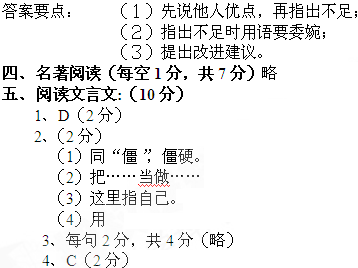 答案要点：（1）先说他人优点，再指出不足；
（2）指出不足时用语要委婉；
（3）提出改进建议。
四、名著阅读（每空1分，共7分）略
五、阅读文言文:（10分）
1、D（2分）
2、（2分）
（1）同“僵”，僵硬。
（2）把……当做……
（3）这里指自己。
（4）用
3、每句2分，共4分（略）
4、C（2分）